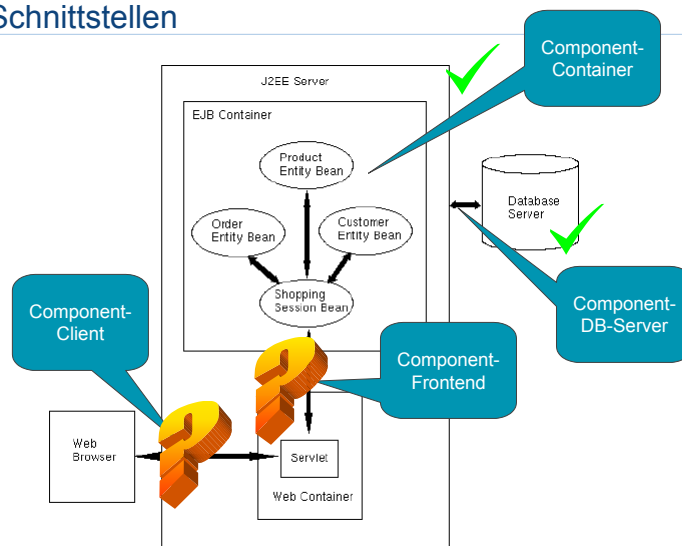 Schnittstellen
Component-
Container
J2EE Server
EJB Container
Product
Entity Bean
Order
Entity Bean
Customer
Entity Bean
Database
Server
Shopping
Session Bean
Component-
Client
Component-
DB-Server
Component-
Frontend
Web
Browser
Servlet
Web Container